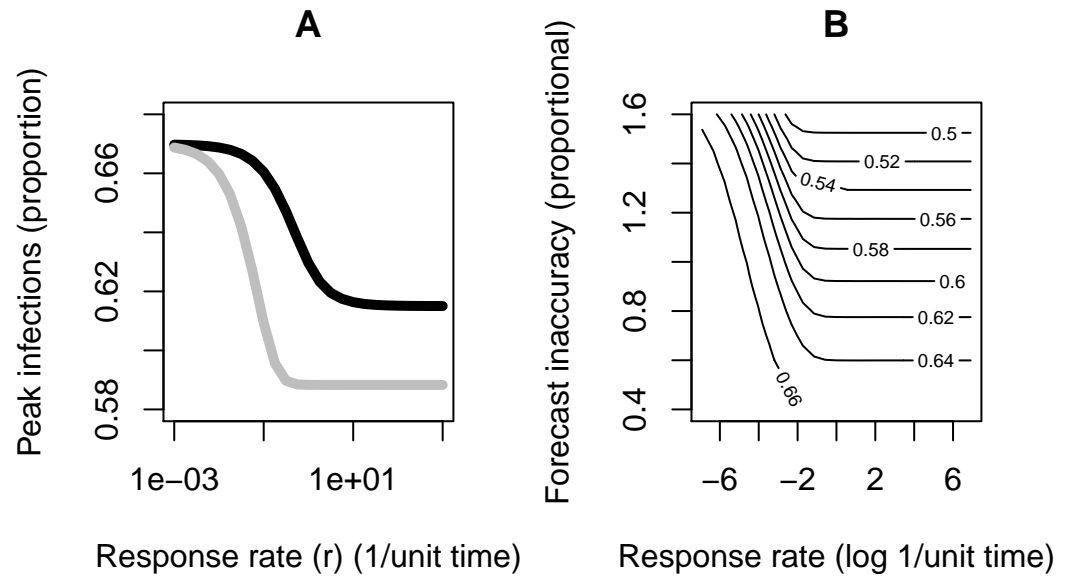 A
Peak infections (proportion)
0.66
0.62
0.58
1e−03
1e+01
Response rate (r) (1/unit time)
B
Forecast inaccuracy (proportional)
1.6
1.2
0.8
0.4
0.5
0.52
0.54
0.56
0.58
0.6
0.62
0.64
0.66
−6
−2
2
6
Response rate (log 1/unit time)